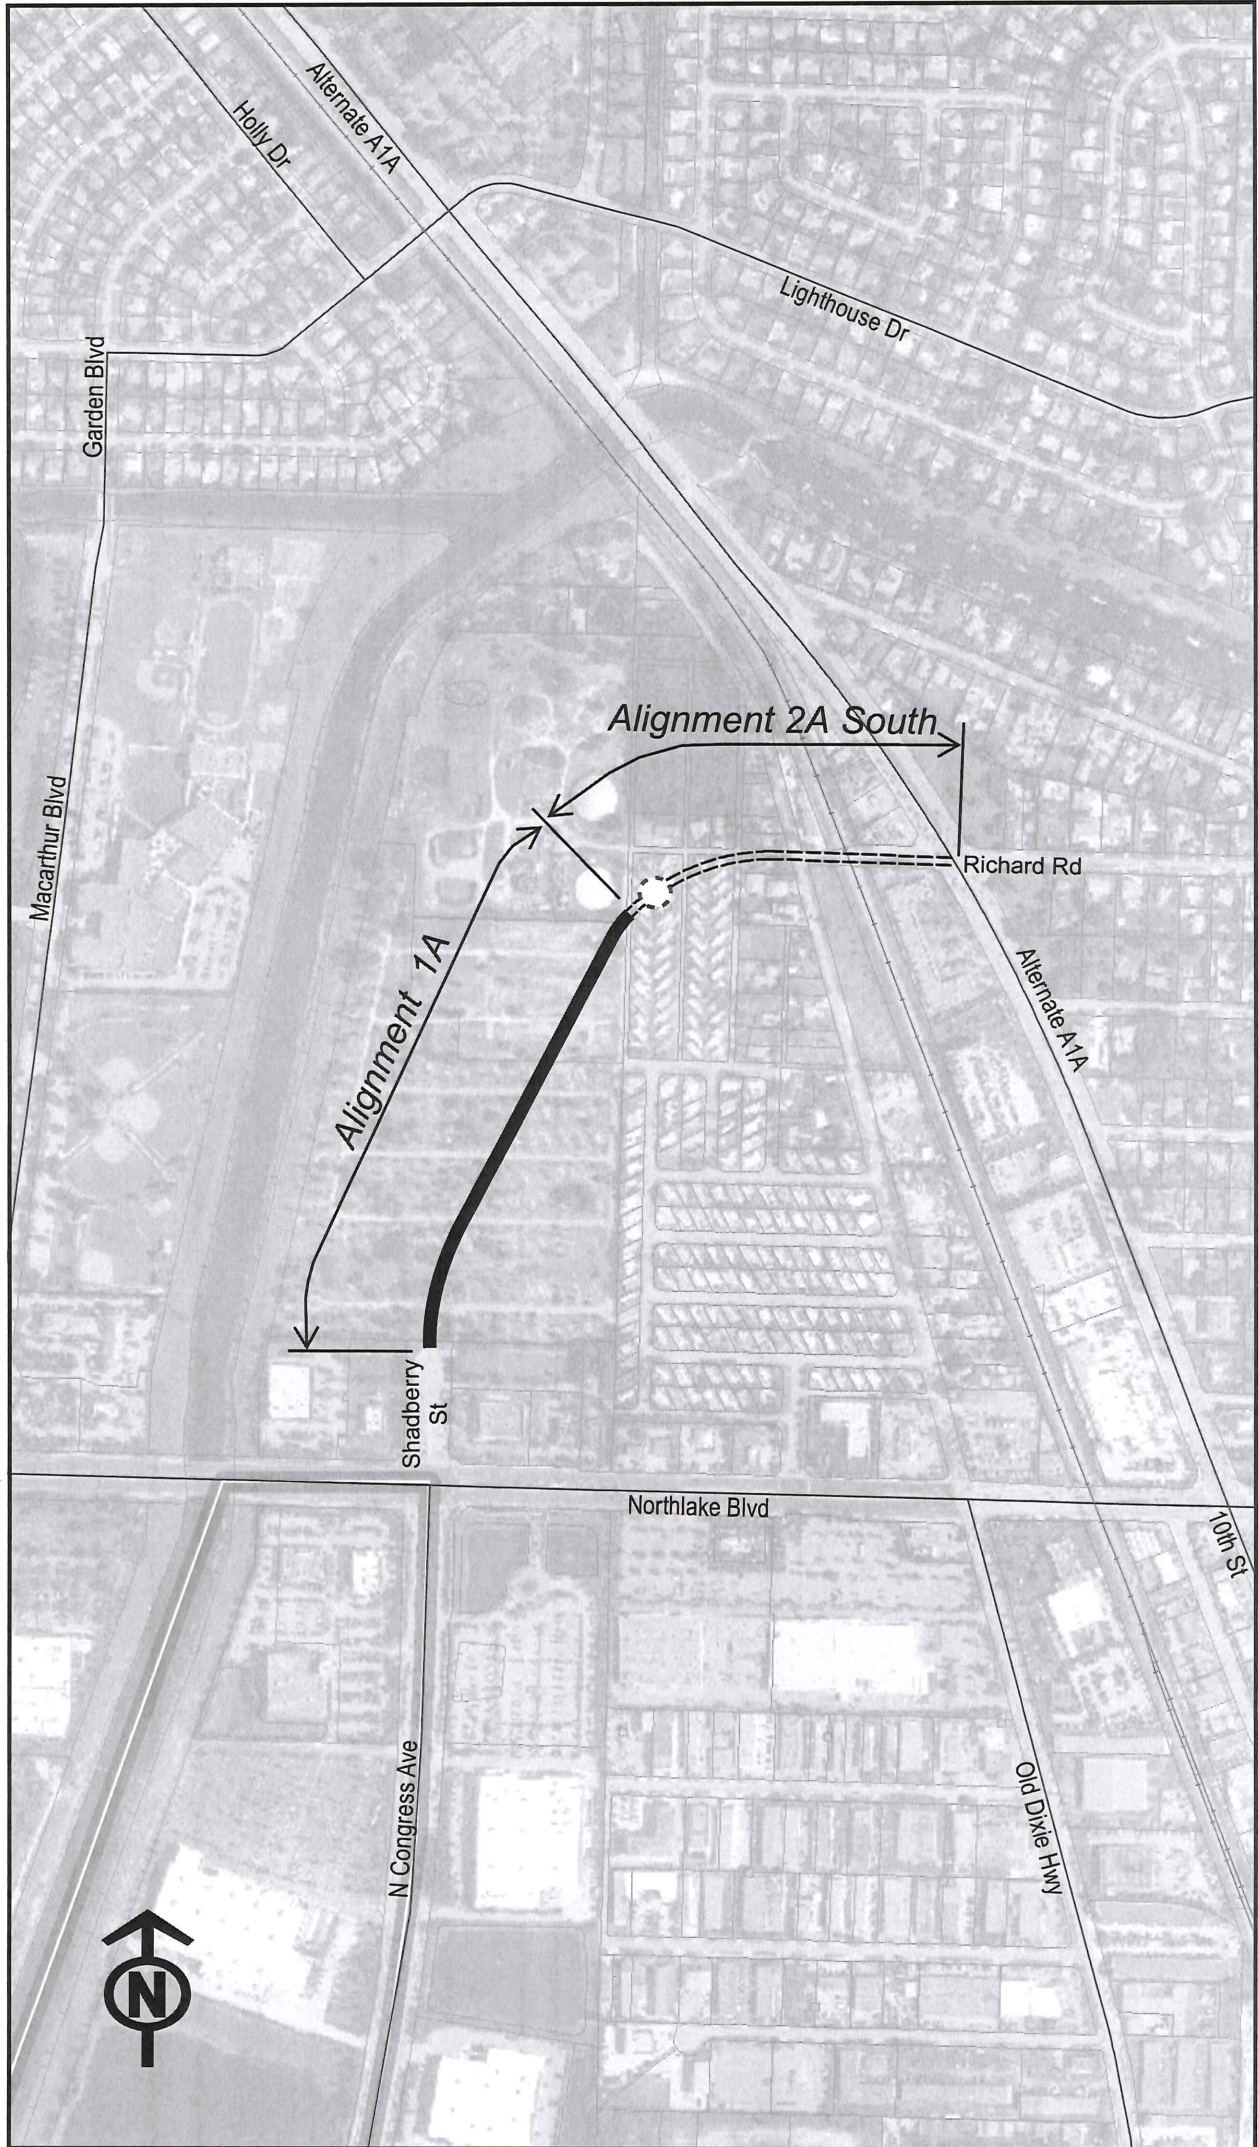 Alternate A1A
Holly Dr
Lighthouse Dr
Garden Blvd
Alignment 2A South
Macarthur Blvd
Richard Rd
Alignment 1A
Alternate A1A
Shadberry
St
Northlake Blvd
10th St
N Congress Ave
Old Dixie Hwy
N